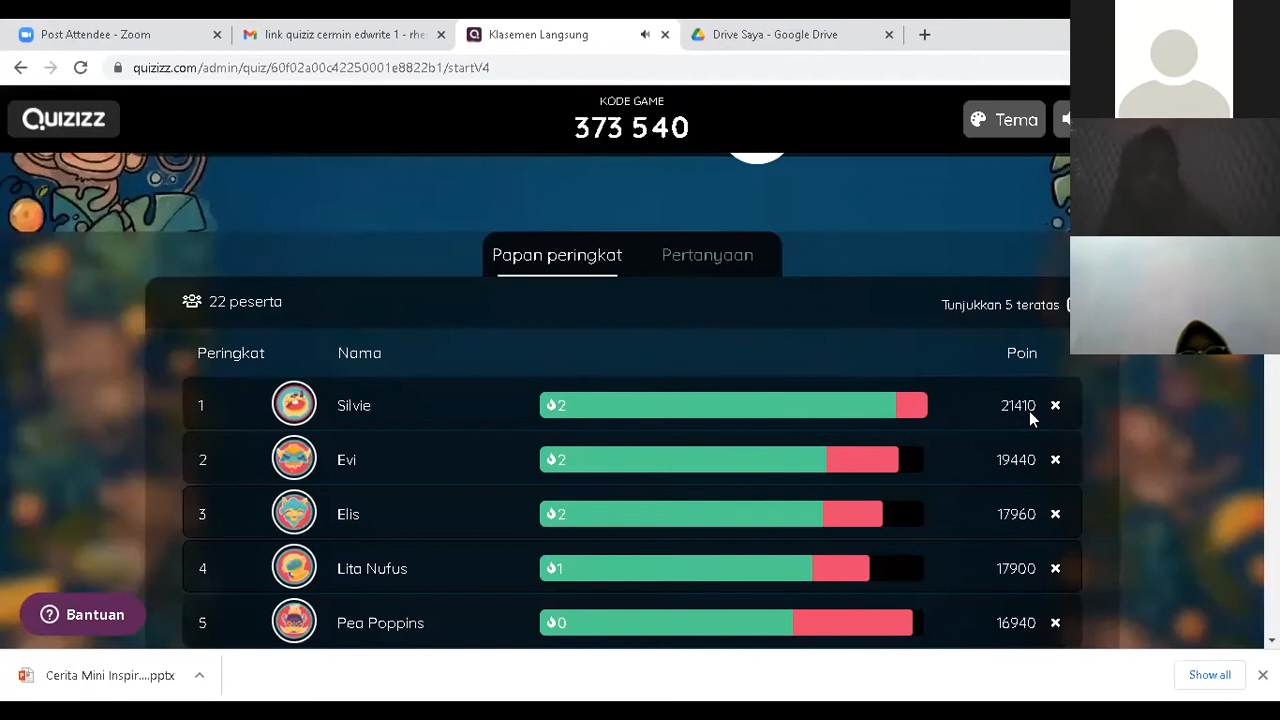 Post Attendee - Zoom
link quiziz cermin edwrite 1 - rhe
Klasemen Langsung
Drive Saya - Google Drive
quizizz.com/admin/quiz/60f02a00c42250001e8822b1/startV4
QUIZIZZ
KODE GAME
373 540
Tema
Papan peringkat
Pertanyaan
22 peserta
Tunjukkan 5 teratas
Peringkat Nama Poin
1 Silvie 2 21410
2 Evi 2 19440
3 Elis 2 17960
4 Lita Nufus 1 17900
5 Pea Poppins 0 16940
Bantuan
Cerita Mini Inspir....pptx
Show all